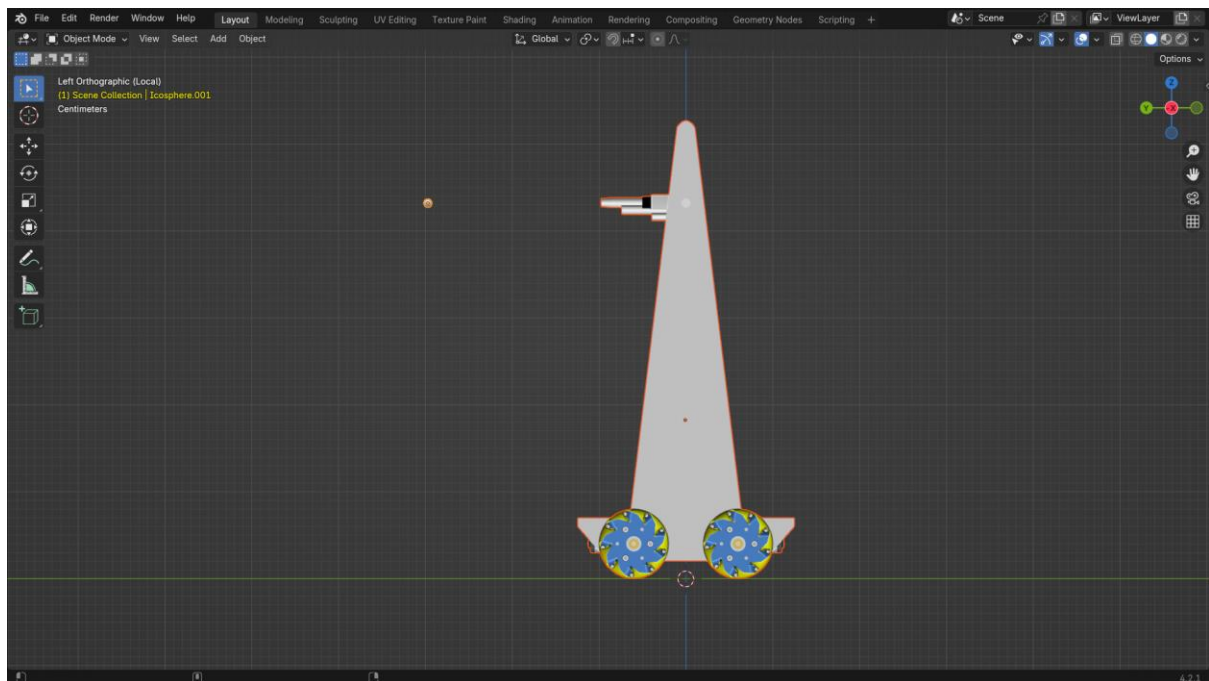 File Edit Render Window Help Layout Modeling Sculpting UV Editing Texture Paint Shading Animation Rendering Compositing Geometry Nodes Scripting + Scene ViewLayer
Object Mode View Select Add Object Global
Options
Left Orthographic (Local)
(1) Scene Collection | Icosphere.001
Centimeters
Z
Y
-X
4.2.1